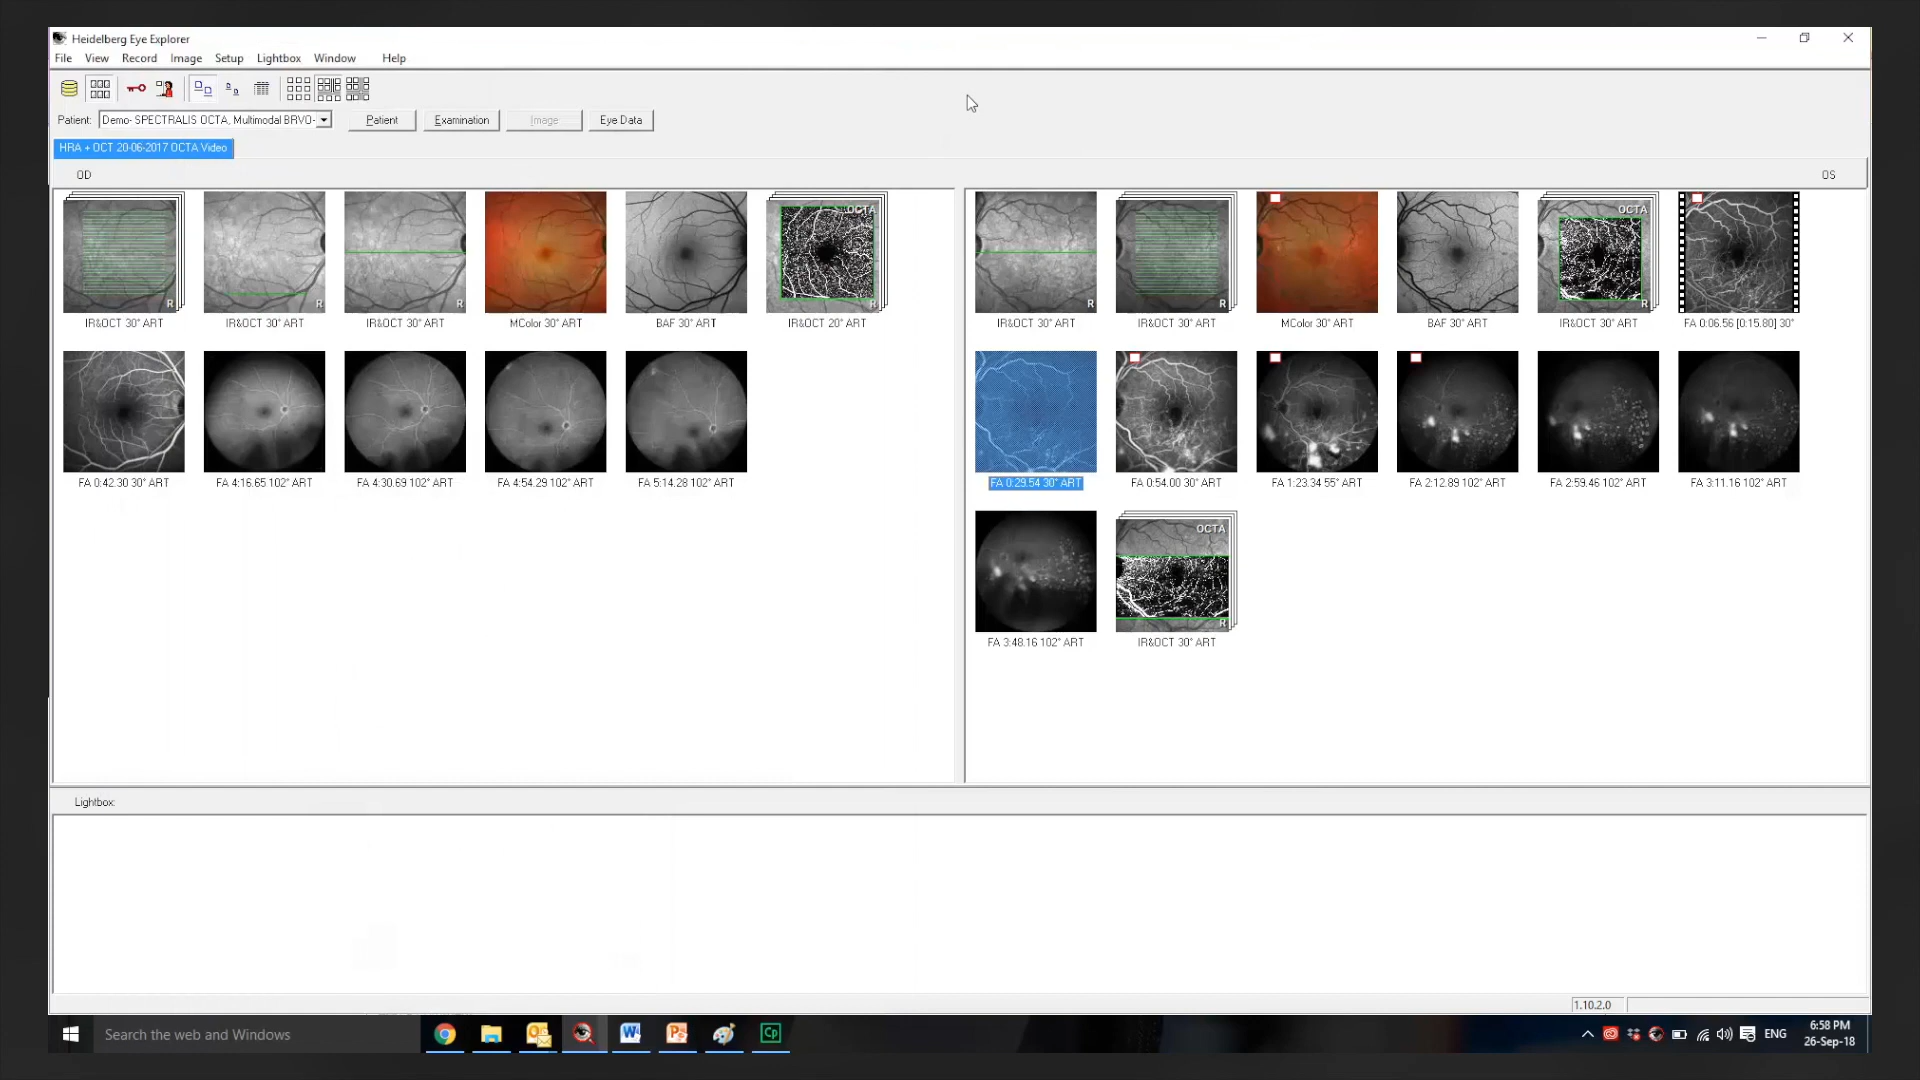 Heidelberg Eye Explorer
File View Record Image Setup Lightbox Window Help
Patient: Demo- SPECTRALIS OCTA, Multimodal BRVO- Patient Examination Image Eye Data
HRA + OCT 20-06-2017 OCTA Video
OD
OS
OCTA
R
R
R
R
IR&OCT 30° ART
IR&OCT 30° ART
IR&OCT 30° ART
MColor 30° ART
BAF 30° ART
IR&OCT 20° ART
FA 0:42.30 30° ART
FA 4:16.65 102° ART
FA 4:30.69 102° ART
FA 4:54.29 102° ART
FA 5:14.28 102° ART
OCTA
R
R
R
IR&OCT 30° ART
IR&OCT 30° ART
MColor 30° ART
BAF 30° ART
IR&OCT 30° ART
FA 0:06.56 [0:15.80] 30°
FA 0:29.54 30° ART
FA 0:54.00 30° ART
FA 1:23.34 55° ART
FA 2:12.89 102° ART
FA 2:59.46 102° ART
FA 3:11.16 102° ART
OCTA
R
FA 3:48.16 102° ART
IR&OCT 30° ART
Lightbox:
1.10.2.0
Search the web and Windows
ENG
6:58 PM
26-Sep-18